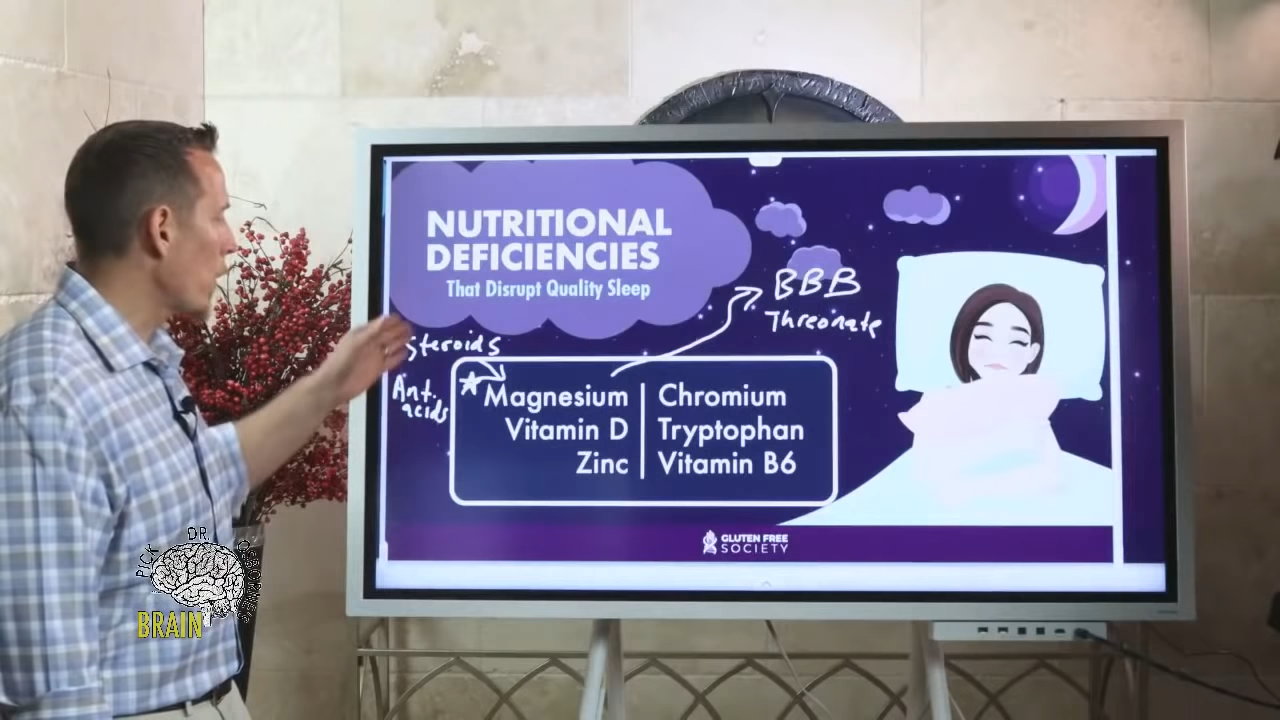 NUTRITIONAL
DEFICIENCIES
That Disrupt Quality Sleep
BBB
Threonate
steroids
Ant.
acids
Magnesium
Vitamin D
Zinc
Chromium
Tryptophan
Vitamin B6
GLUTEN FREE
SOCIETY
PICK DR.
BRAIN